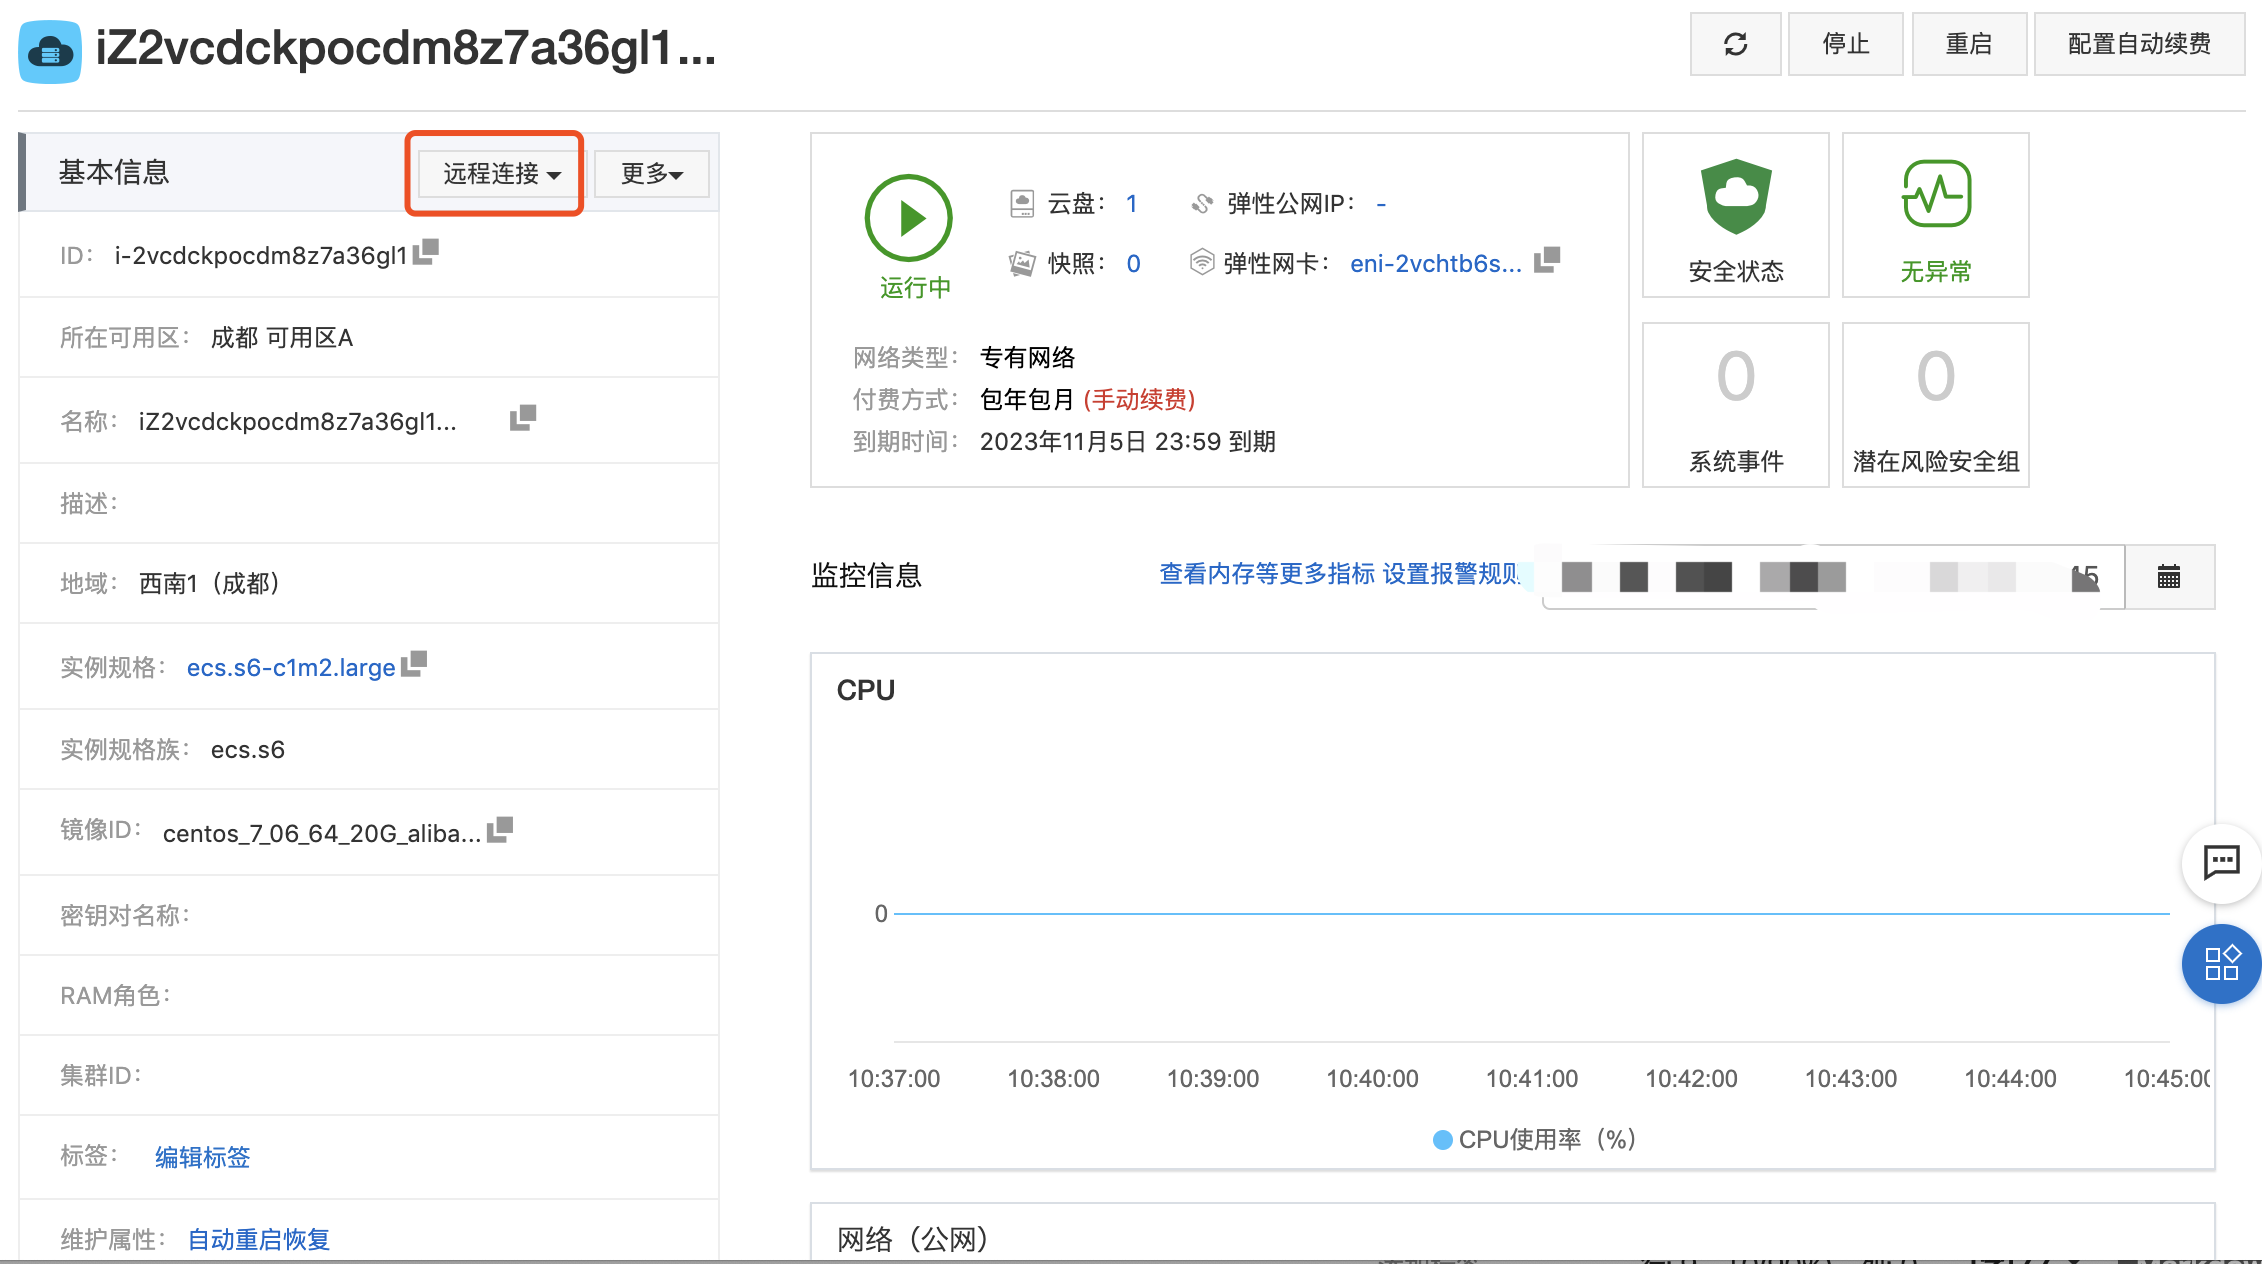 iZ2vcdckpocdm8z7a36gl1...
停止
重启
配置自动续费
基本信息
远程连接
更多
ID: i-2vcdckpocdm8z7a36gl1
所在可用区: 成都 可用区A
名称: iZ2vcdckpocdm8z7a36gl1...
描述:
地域: 西南1（成都）
实例规格: ecs.s6-c1m2.large
实例规格族: ecs.s6
镜像ID: centos_7_06_64_20G_aliba...
密钥对名称:
RAM角色:
集群ID:
标签: 编辑标签
维护属性: 自动重启恢复
运行中
云盘: 1
弹性公网IP: -
快照: 0
弹性网卡: eni-2vchtb6s...
网络类型: 专有网络
付费方式: 包年包月 (手动续费)
到期时间: 2023年11月5日 23:59 到期
安全状态
无异常
0
系统事件
0
潜在风险安全组
监控信息
查看内存等更多指标 设置报警规则
CPU
0
10:37:00 10:38:00 10:39:00 10:40:00 10:41:00 10:42:00 10:43:00 10:44:00 10:45:00
CPU使用率（%）
网络（公网）